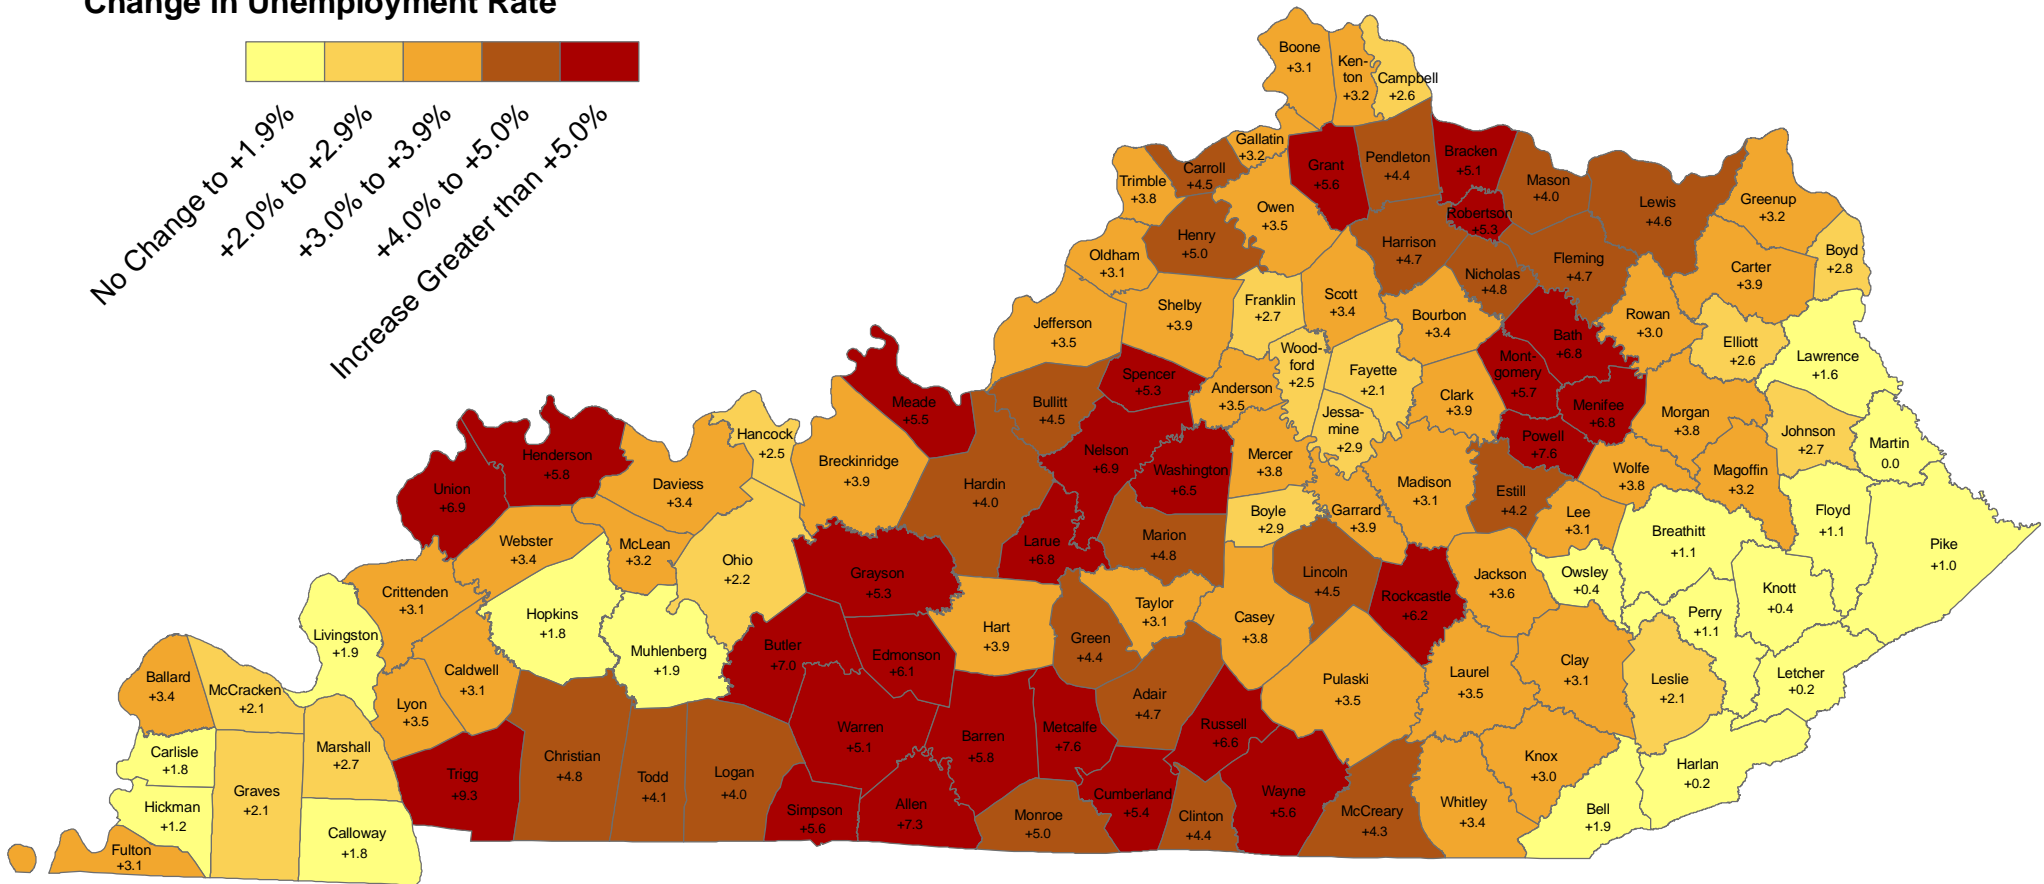 Change in Unemployment Rate
No Change to +1.9%
+2.0% to +2.9%
+3.0% to +3.9%
+4.0% to +5.0%
Increase Greater than +5.0%
Boone
+3.1
Ken-
ton
+3.2
Campbell
+2.6
Gallatin
+3.2
Grant
+5.6
Pendleton
+4.4
Bracken
+5.1
Carroll
+4.5
Trimble
+3.8
Owen
+3.5
Robertson
+5.3
Mason
+4.0
Lewis
+4.6
Greenup
+3.2
Henry
+5.0
Oldham
+3.1
Harrison
+4.7
Nicholas
+4.8
Fleming
+4.7
Carter
+3.9
Boyd
+2.8
Jefferson
+3.5
Shelby
+3.9
Franklin
+2.7
Scott
+3.4
Bourbon
+3.4
Bath
+6.8
Rowan
+3.0
Elliott
+2.6
Lawrence
+1.6
Spencer
+5.3
Anderson
+3.5
Wood-
ford
+2.5
Fayette
+2.1
Clark
+3.9
Mont-
gomery
+5.7
Menifee
+6.8
Morgan
+3.8
Johnson
+2.7
Martin
0.0
Meade
+5.5
Bullitt
+4.5
Jessa-
mine
+2.9
Powell
+7.6
Hancock
+2.5
Henderson
+5.8
Union
+6.9
Daviess
+3.4
Breckinridge
+3.9
Hardin
+4.0
Nelson
+6.9
Washington
+6.5
Mercer
+3.8
Madison
+3.1
Estill
+4.2
Wolfe
+3.8
Magoffin
+3.2
Floyd
+1.1
Pike
+1.0
Webster
+3.4
McLean
+3.2
Ohio
+2.2
Grayson
+5.3
Larue
+6.8
Marion
+4.8
Boyle
+2.9
Garrard
+3.9
Lee
+3.1
Breathitt
+1.1
Crittenden
+3.1
Lincoln
+4.5
Rockcastle
+6.2
Jackson
+3.6
Owsley
+0.4
Perry
+1.1
Knott
+0.4
Livingston
+1.9
Hopkins
+1.8
Muhlenberg
+1.9
Butler
+7.0
Edmonson
+6.1
Hart
+3.9
Green
+4.4
Taylor
+3.1
Casey
+3.8
Ballard
+3.4
McCracken
+2.1
Caldwell
+3.1
Lyon
+3.5
Pulaski
+3.5
Laurel
+3.5
Clay
+3.1
Leslie
+2.1
Letcher
+0.2
Carlisle
+1.8
Marshall
+2.7
Trigg
+9.3
Christian
+4.8
Todd
+4.1
Logan
+4.0
Warren
+5.1
Barren
+5.8
Metcalfe
+7.6
Adair
+4.7
Russell
+6.6
Hickman
+1.2
Graves
+2.1
Calloway
+1.8
Simpson
+5.6
Allen
+7.3
Monroe
+5.0
Cumberland
+5.4
Clinton
+4.4
Wayne
+5.6
McCreary
+4.3
Whitley
+3.4
Knox
+3.0
Bell
+1.9
Harlan
+0.2
Fulton
+3.1